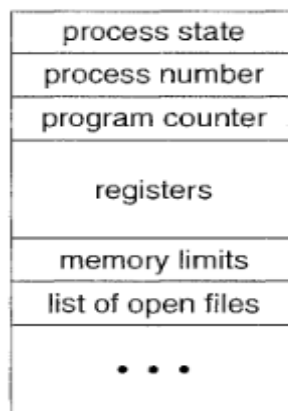 process state
process number
program counter
registers
memory limits
list of open files
• • •